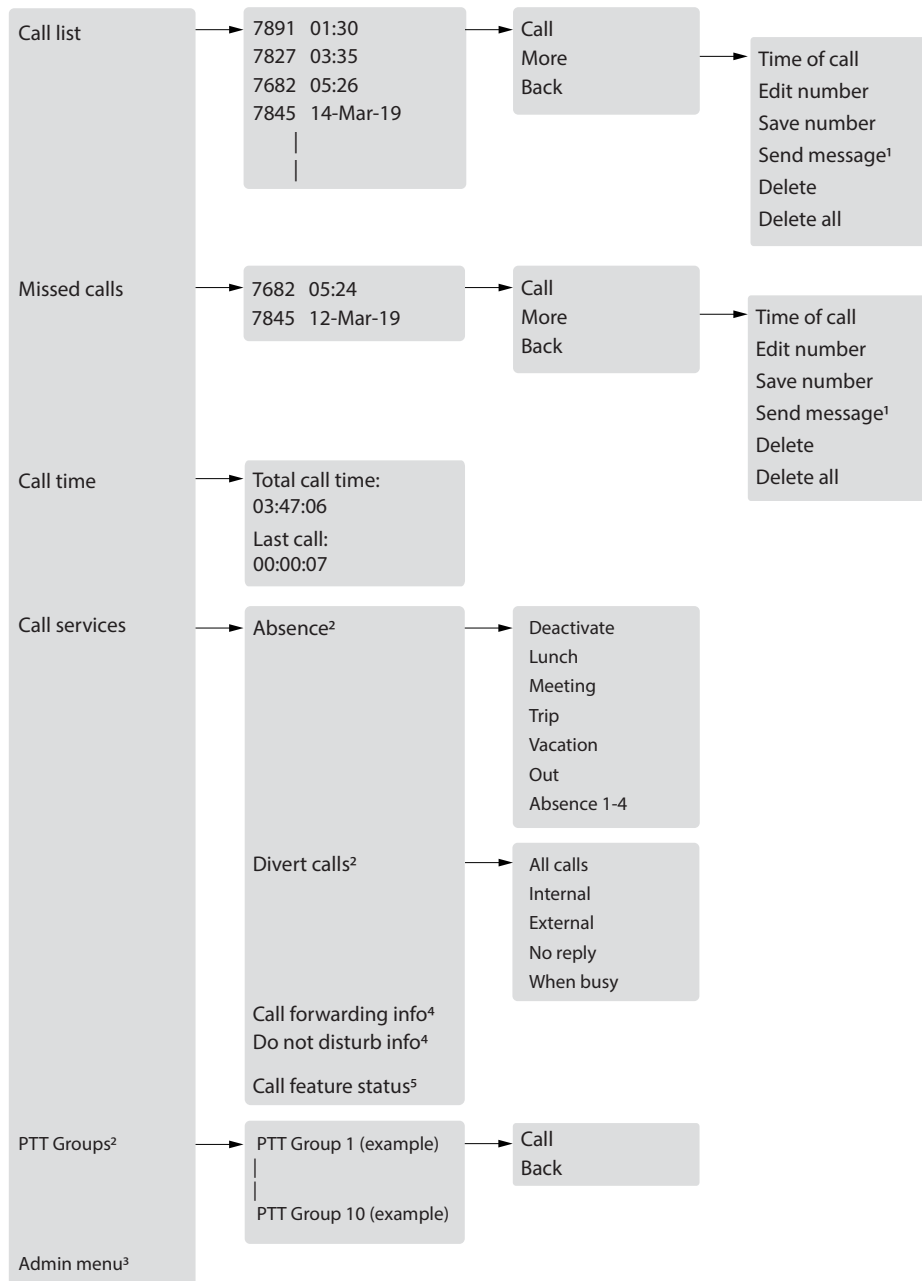 Call list
7891 01:30
7827 03:35
7682 05:26
7845 14-Mar-19
Call
More
Back
Time of call
Edit number
Save number
Send message¹
Delete
Delete all
Missed calls
7682 05:24
7845 12-Mar-19
Call
More
Back
Time of call
Edit number
Save number
Send message¹
Delete
Delete all
Call time
Total call time:
03:47:06
Last call:
00:00:07
Call services
Absence²
Deactivate
Lunch
Meeting
Trip
Vacation
Out
Absence 1-4
Divert calls²
All calls
Internal
External
No reply
When busy
Call forwarding info⁴
Do not disturb info⁴
Call feature status⁵
PTT Groups²
PTT Group 1 (example)
PTT Group 10 (example)
Call
Back
Admin menu³